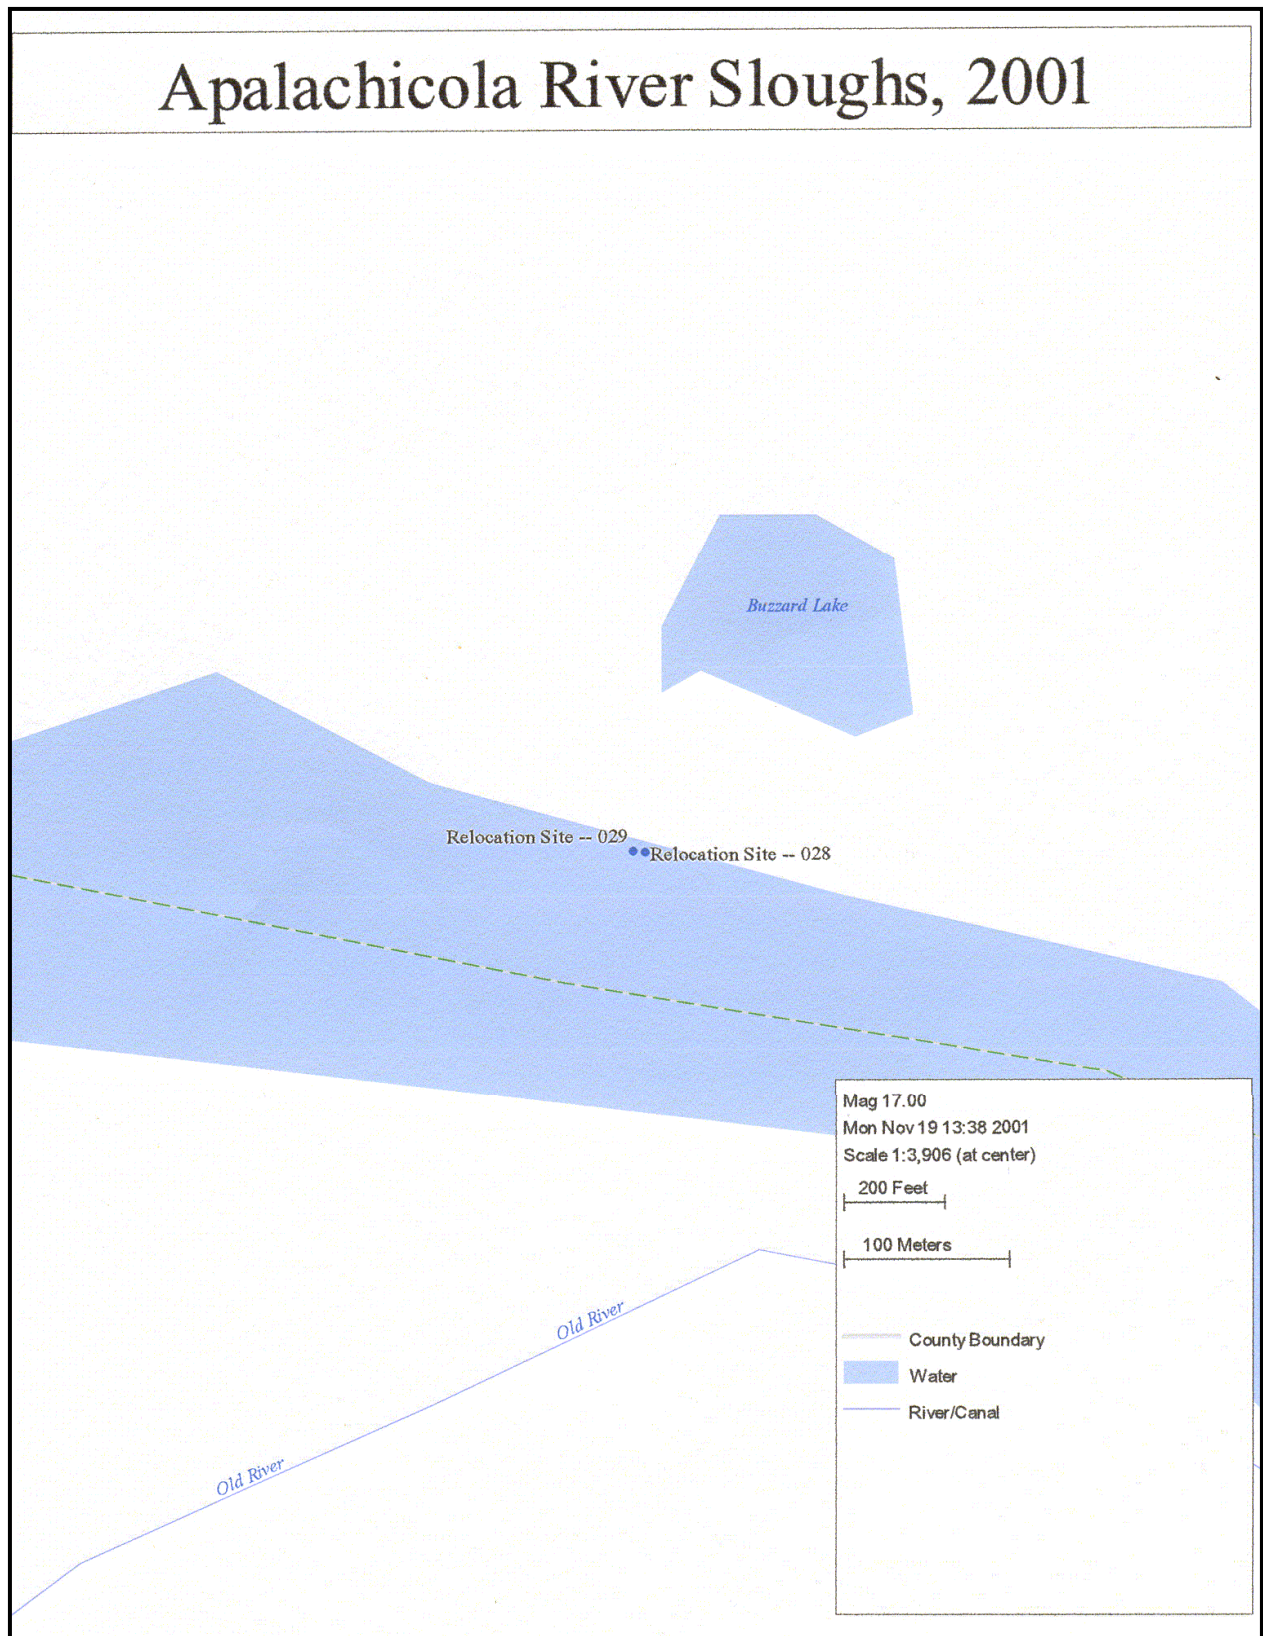 Apalachicola River Sloughs, 2001
Buzzard Lake
Relocation Site -- 029
Relocation Site -- 028
Mag 17.00
Mon Nov 19 13:38 2001
Scale 1:3,906 (at center)
200 Feet
100 Meters
Old River
County Boundary
Water
River/Canal
Old River